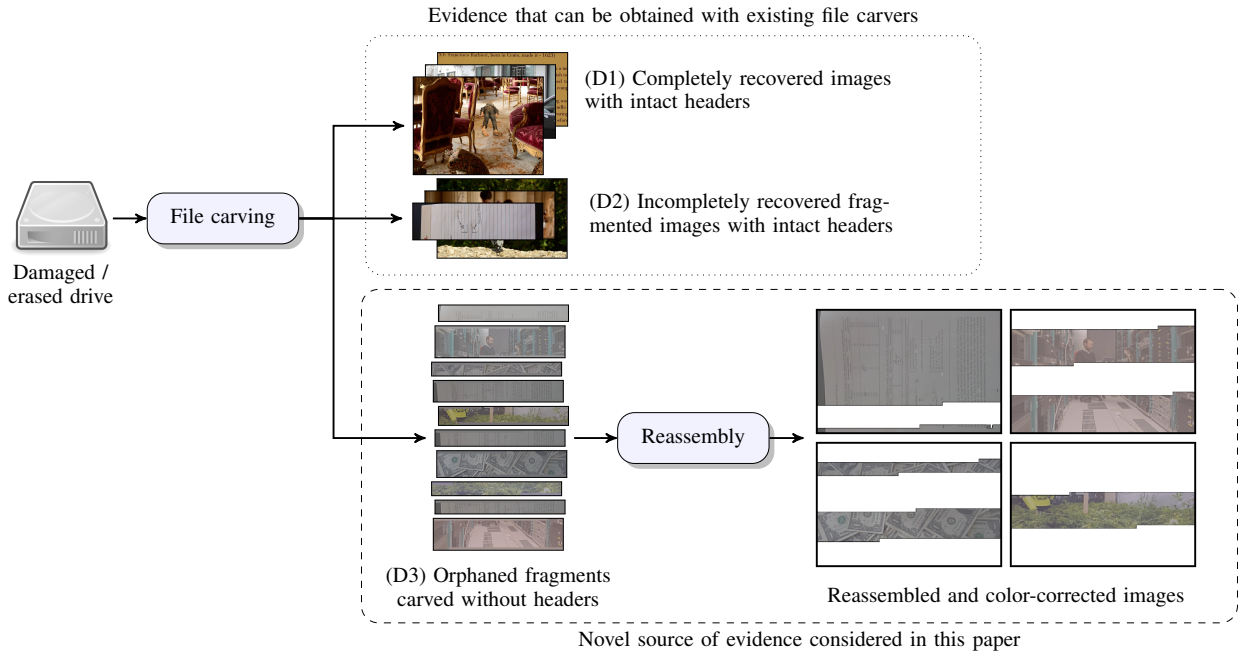 Evidence that can be obtained with existing file carvers
(D1) Completely recovered images
with intact headers
(D2) Incompletely recovered frag-
mented images with intact headers
File carving
Damaged /
erased drive
Reassembly
(D3) Orphaned fragments
carved without headers
Reassembled and color-corrected images
Novel source of evidence considered in this paper